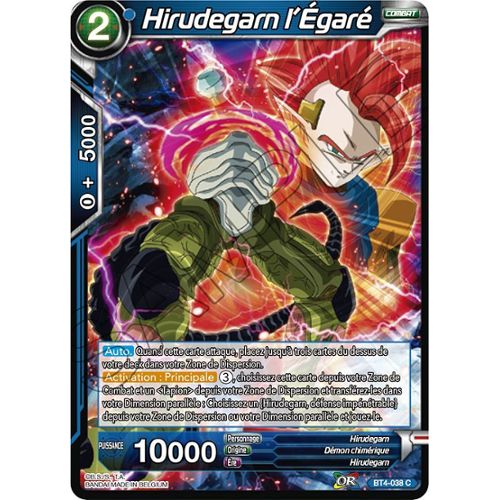 2
Hirudegarn l'Égaré
COMBAT
0 + 5000
Auto. Quand cette carte attaque, placez jusqu'à trois cartes du dessus de
votre deck dans votre Zone de Dispersion.
Activation : Principale 3, choisissez cette carte depuis votre Zone de
Combat et un <Tapion> depuis votre Zone de Dispersion et transférez-les dans
votre Dimension parallèle : Choisissez un [Hirudegarn, défense impénétrable]
depuis votre Zone de Dispersion ou votre Dimension parallèle et jouez-le.
PUISSANCE
10000
Personnage Hirudegarn
Origine Démon chimérique
Ère Hirudegarn
©B.S./S., T.A.
BANDAI MADE IN BELGIUM
BT4-038 C